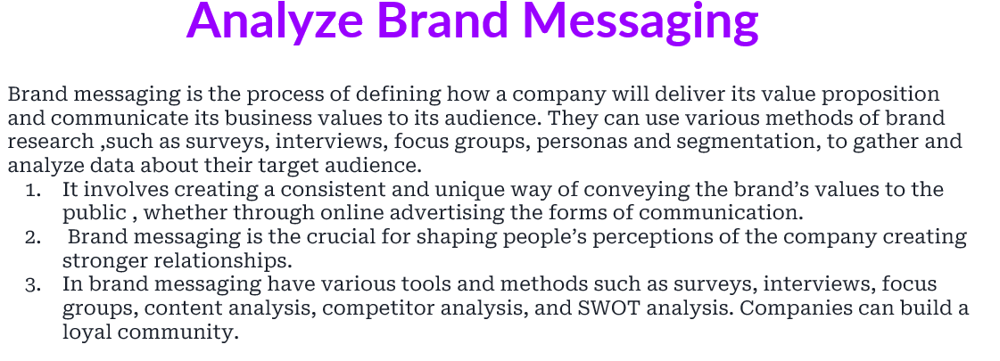 Analyze Brand Messaging
Brand messaging is the process of defining how a company will deliver its value proposition
and communicate its business values to its audience. They can use various methods of brand
research ,such as surveys, interviews, focus groups, personas and segmentation, to gather and
analyze data about their target audience.
1. It involves creating a consistent and unique way of conveying the brand’s values to the
public , whether through online advertising the forms of communication.
2. Brand messaging is the crucial for shaping people’s perceptions of the company creating
stronger relationships.
3. In brand messaging have various tools and methods such as surveys, interviews, focus
groups, content analysis, competitor analysis, and SWOT analysis. Companies can build a
loyal community.